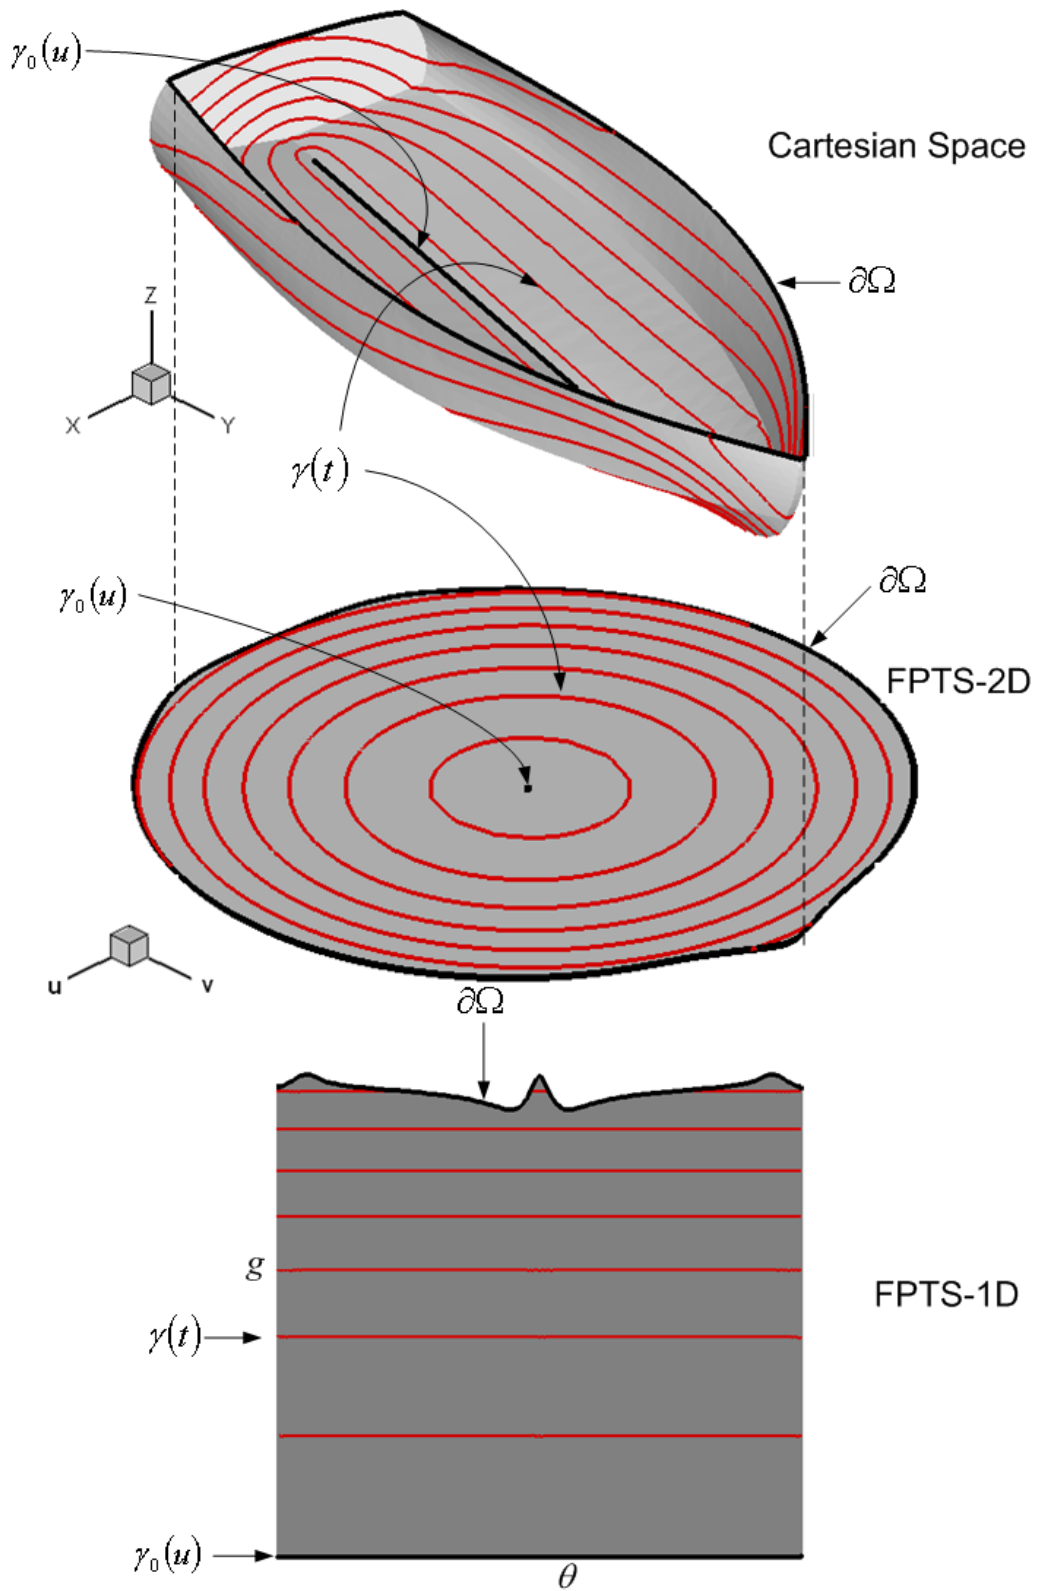 γ₀(u)
Cartesian Space
∂Ω
Z
X
Y
γ(t)
∂Ω
γ₀(u)
FPTS-2D
u
v
∂Ω
g
FPTS-1D
γ(t)
γ₀(u)
θ